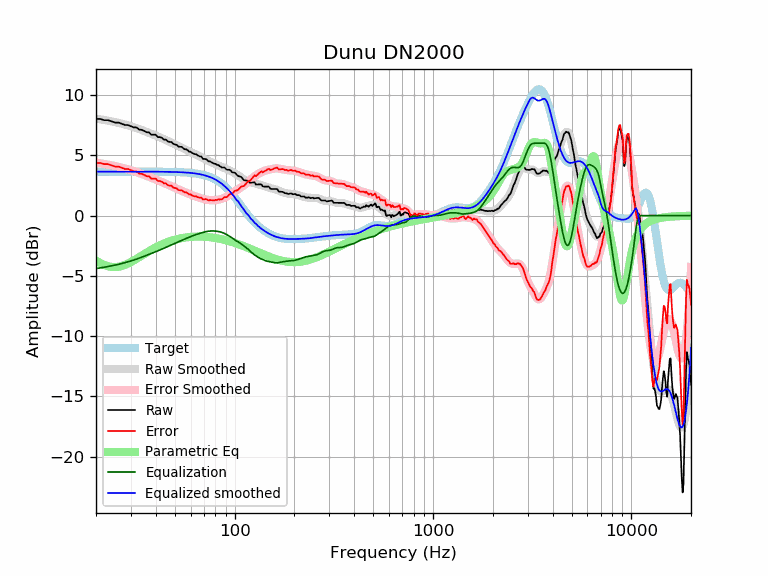 Dunu DN2000
Amplitude (dBr)
10
5
0
−5
−10
−15
−20
Target
Raw Smoothed
Error Smoothed
Raw
Error
Parametric Eq
Equalization
Equalized smoothed
100
1000
10000
Frequency (Hz)